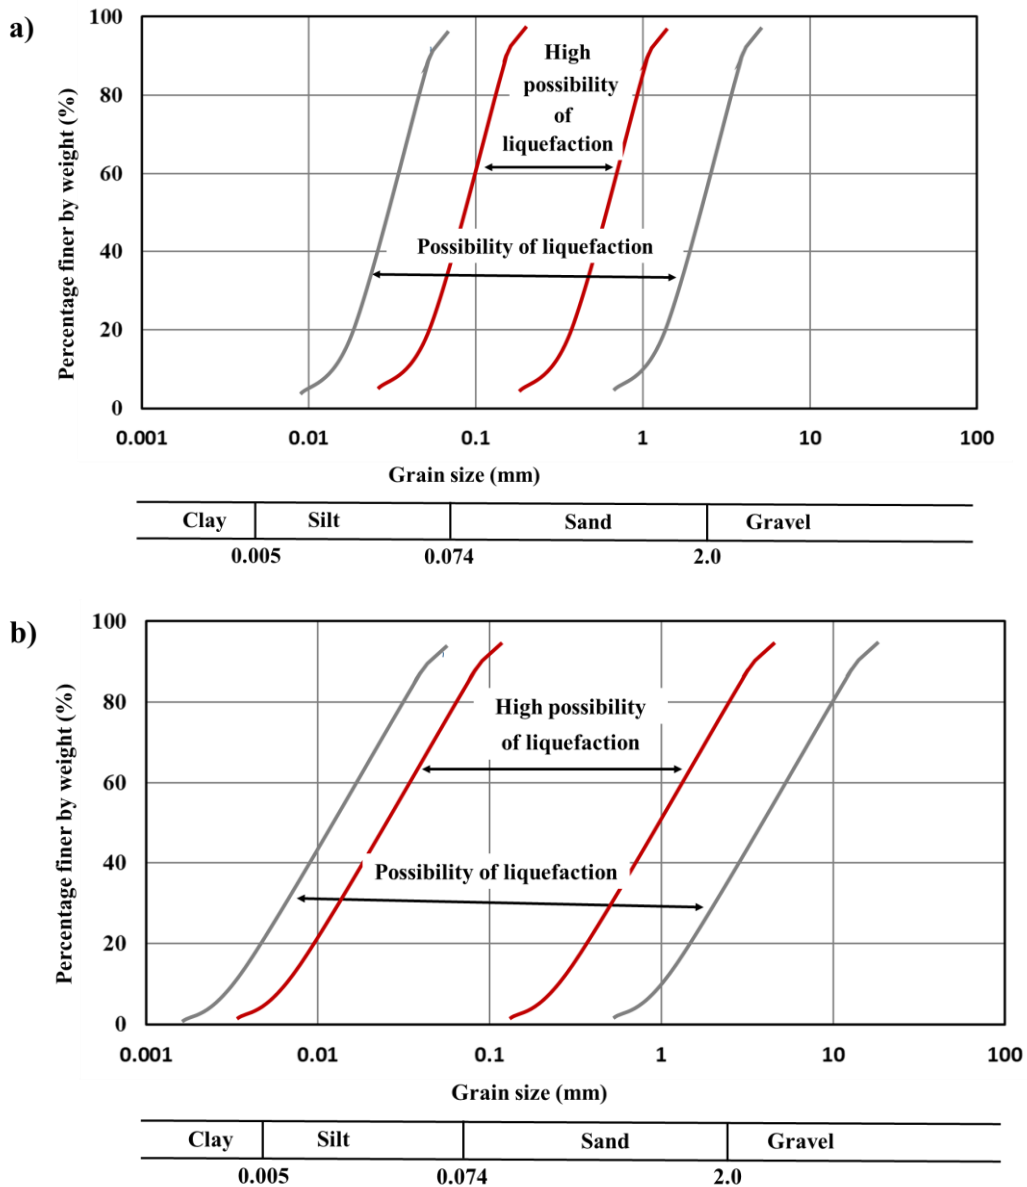 a)
Percentage finer by weight (%)
100
80
60
40
20
0
High
possibility
of
liquefaction
Possibility of liquefaction
0.001 0.01 0.1 1 10 100
Grain size (mm)
Clay Silt Sand Gravel
0.005 0.074 2.0
b)
Percentage finer by weight (%)
100
80
60
40
20
0
High possibility
of liquefaction
Possibility of liquefaction
0.001 0.01 0.1 1 10 100
Grain size (mm)
Clay Silt Sand Gravel
0.005 0.074 2.0